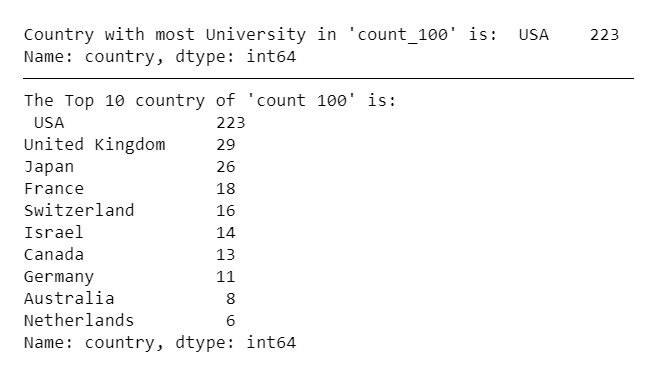 Country with most University in 'count_100' is:  USA    223
Name: country, dtype: int64
The Top 10 country of 'count 100' is:
 USA               223
United Kingdom     29
Japan              26
France             18
Switzerland        16
Israel             14
Canada             13
Germany            11
Australia           8
Netherlands         6
Name: country, dtype: int64